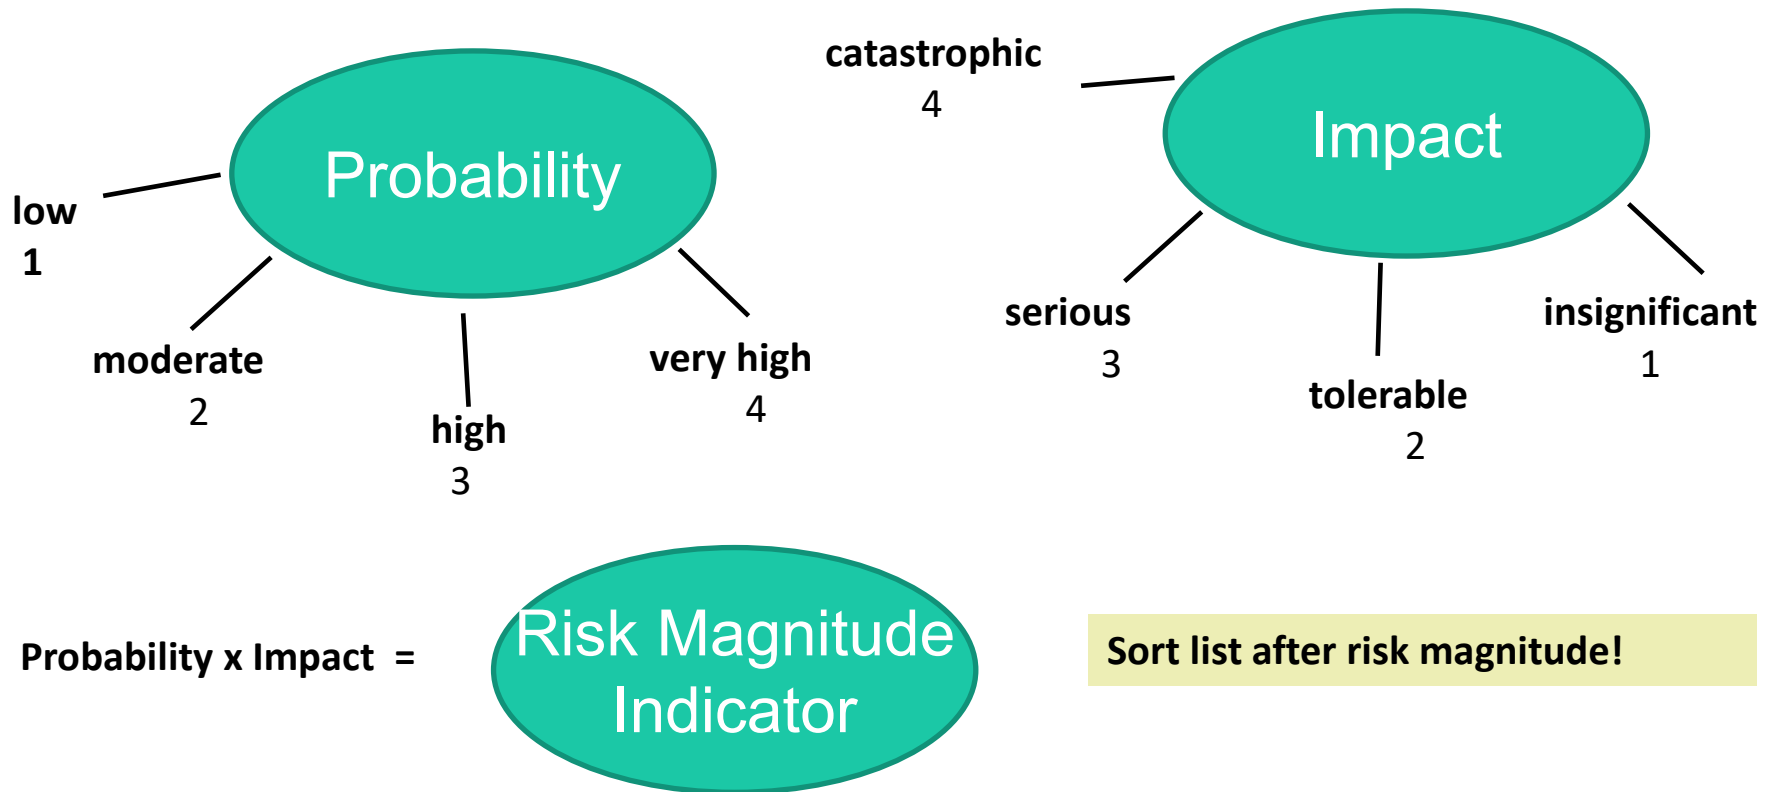 Probability
low
1
moderate
2
high
3
very high
4
Impact
catastrophic
4
serious
3
tolerable
2
insignificant
1
Probability x Impact =
Risk Magnitude
Indicator
Sort list after risk magnitude!